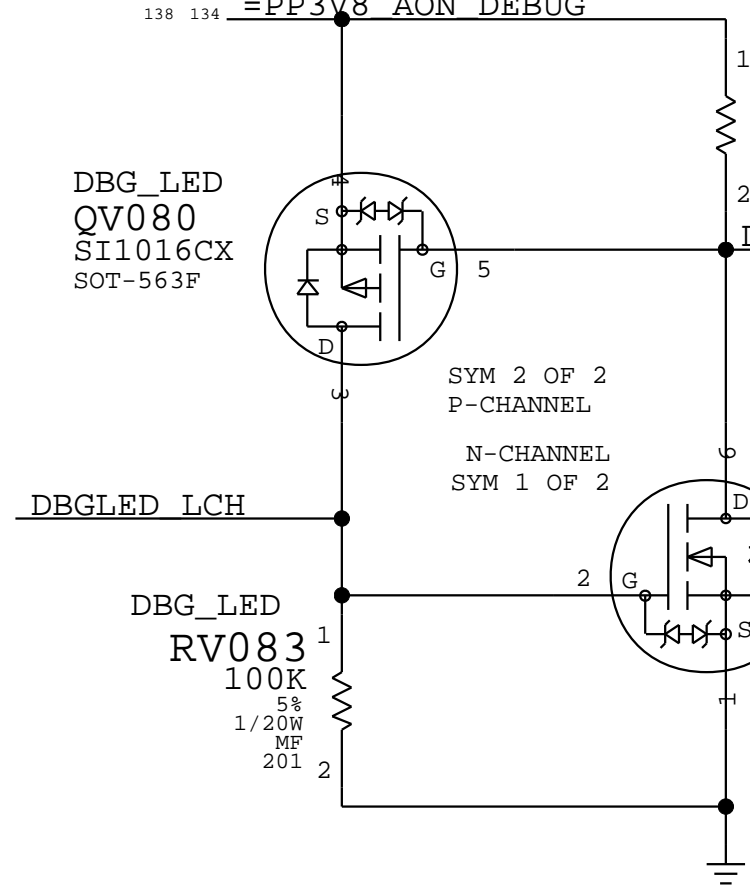 138 134 =PP3V8_AON_DEBUG
1
2
DBG_LED
QV080
SI1016CX
SOT-563F
4
S
G
5
D
3
SYM 2 OF 2
P-CHANNEL
N-CHANNEL
SYM 1 OF 2
6
D
DBGLED_LCH
2
G
S
1
DBG_LED
RV083
100K
5%
1/20W
MF
201
1
2